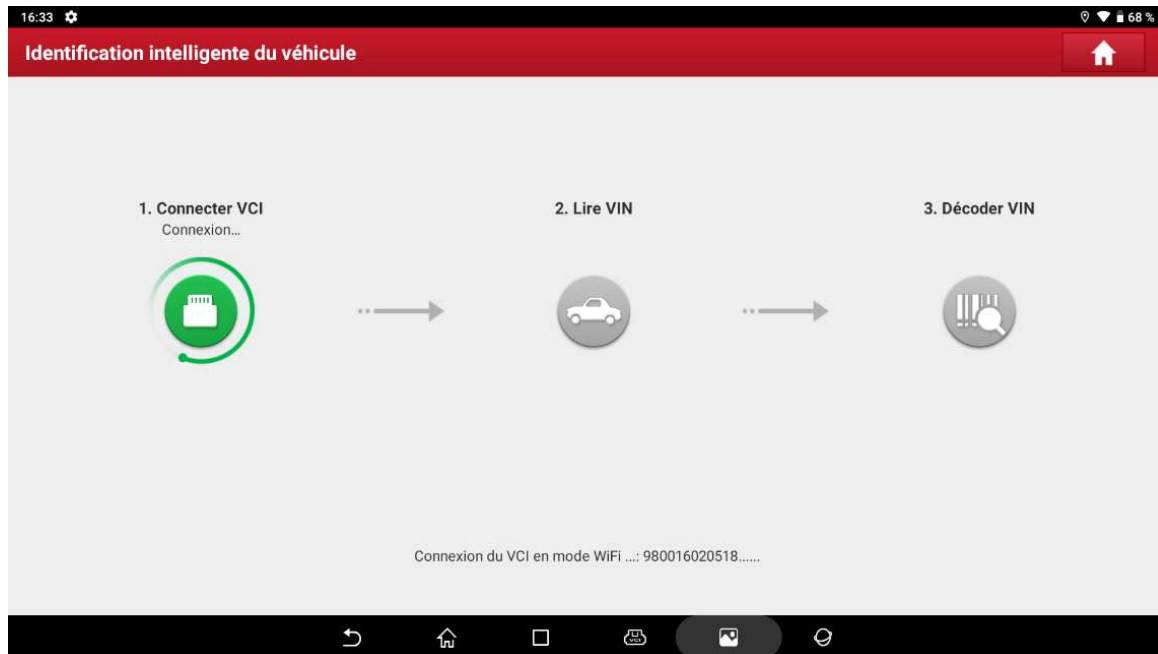 16:33 68 %
Identification intelligente du véhicule
1. Connecter VCI
Connexion...
2. Lire VIN
3. Décoder VIN
Connexion du VCI en mode WiFi ...: 980016020518......
VCI